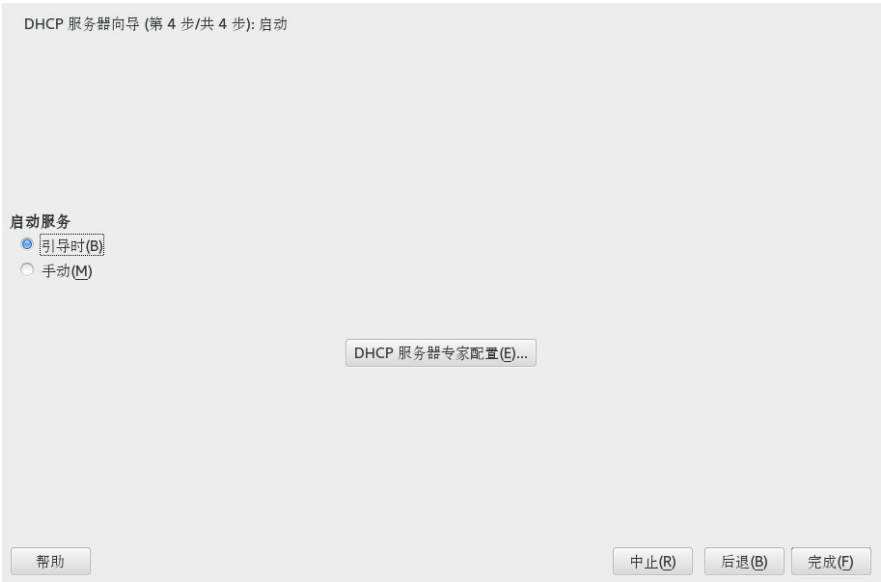 DHCP 服务器向导 (第 4 步/共 4 步): 启动
启动服务
引导时(B)
手动(M)
DHCP 服务器专家配置(E)...
帮助
中止(R)
后退(B)
完成(F)